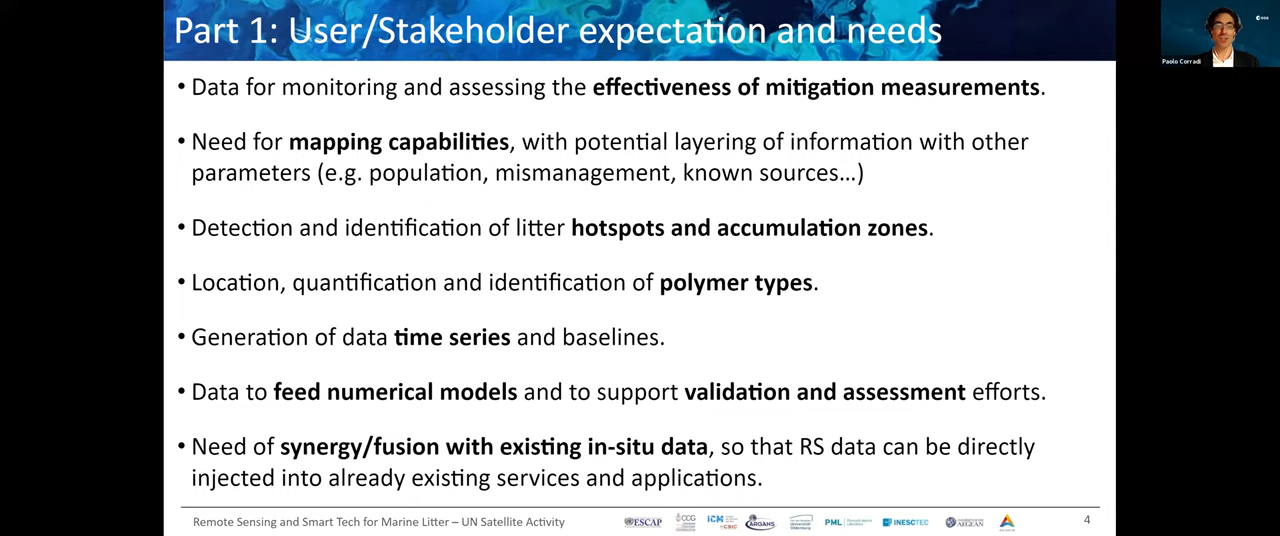 Part 1: User/Stakeholder expectation and needs
esa
Paolo Corradi
• Data for monitoring and assessing the effectiveness of mitigation measurements.
• Need for mapping capabilities, with potential layering of information with other
parameters (e.g. population, mismanagement, known sources…)
• Detection and identification of litter hotspots and accumulation zones.
• Location, quantification and identification of polymer types.
• Generation of data time series and baselines.
• Data to feed numerical models and to support validation and assessment efforts.
• Need of synergy/fusion with existing in-situ data, so that RS data can be directly
injected into already existing services and applications.
Remote Sensing and Smart Tech for Marine Litter – UN Satellite Activity
ESCAP
ICM
CSIC
ARGANS
PML
INESCTEC
AEGEAN
4